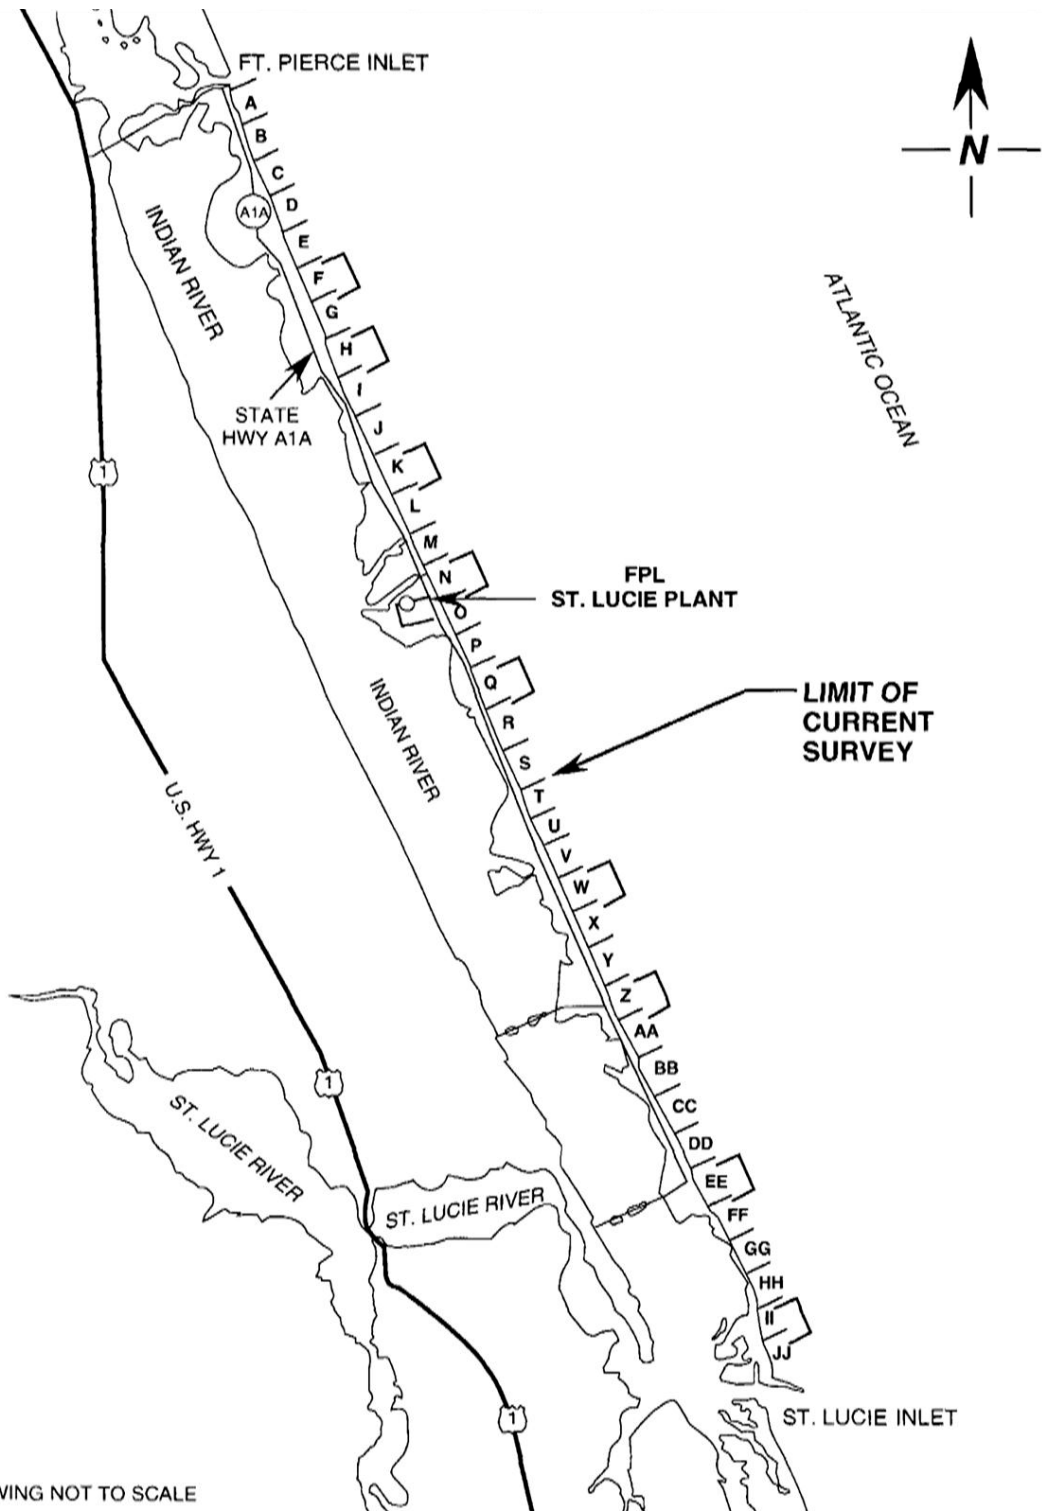 FT. PIERCE INLET
A
B
C
D
A1A
E
F
G
H
I
J
K
L
M
N
O
P
Q
R
S
T
U
V
W
X
Y
Z
AA
BB
CC
DD
EE
FF
GG
HH
II
JJ
N
INDIAN RIVER
ATLANTIC OCEAN
STATE
HWY A1A
1
FPL
ST. LUCIE PLANT
INDIAN RIVER
LIMIT OF
CURRENT
SURVEY
U.S. HWY 1
1
ST. LUCIE RIVER
ST. LUCIE RIVER
1
ST. LUCIE INLET
WING NOT TO SCALE